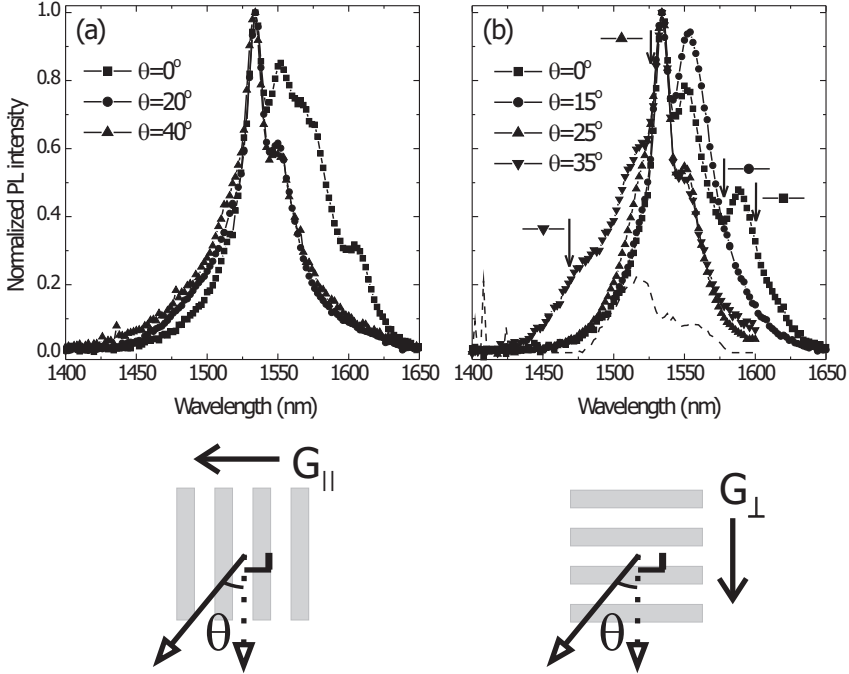 (a)
θ=0°
θ=20°
θ=40°
Normalized PL intensity
1.0
0.8
0.6
0.4
0.2
0.0
1400 1450 1500 1550 1600 1650
Wavelength (nm)
(b)
θ=0°
θ=15°
θ=25°
θ=35°
1400 1450 1500 1550 1600 1650
Wavelength (nm)
G||
θ
G⊥
θ